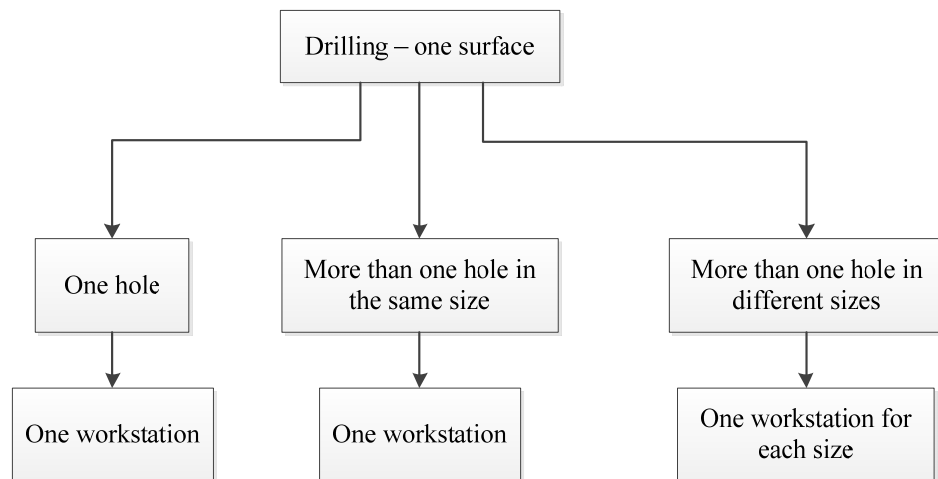 Drilling – one surface
One hole
More than one hole in
the same size
More than one hole in
different sizes
One workstation
One workstation
One workstation for
each size